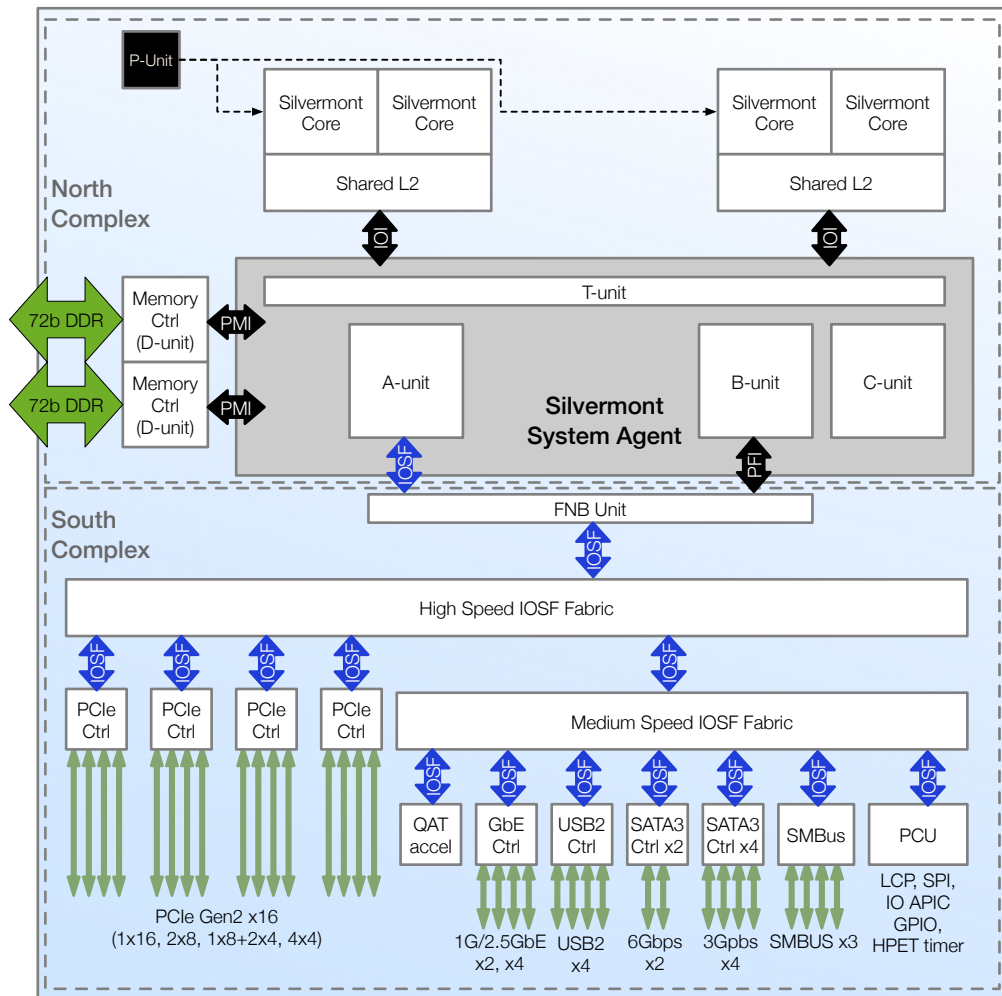 P-Unit
Silvermont
Core
Silvermont
Core
Silvermont
Core
Silvermont
Core
Shared L2
Shared L2
North
Complex
IOI
IOI
T-unit
72b DDR
Memory
Ctrl
(D-unit)
PMI
72b DDR
Memory
Ctrl
(D-unit)
PMI
A-unit
B-unit
C-unit
Silvermont
System Agent
IOSF
PFI
South
Complex
FNB Unit
IOSF
High Speed IOSF Fabric
IOSF
IOSF
IOSF
IOSF
IOSF
PCIe
Ctrl
PCIe
Ctrl
PCIe
Ctrl
PCIe
Ctrl
Medium Speed IOSF Fabric
IOSF
IOSF
IOSF
IOSF
IOSF
IOSF
IOSF
QAT
accel
GbE
Ctrl
USB2
Ctrl
SATA3
Ctrl x2
SATA3
Ctrl x4
SMBus
PCU
PCIe Gen2 x16
(1x16, 2x8, 1x8+2x4, 4x4)
1G/2.5GbE
x2, x4
USB2
x4
6Gbps
x2
3Gpbs
x4
SMBUS x3
LCP, SPI,
IO APIC
GPIO,
HPET timer